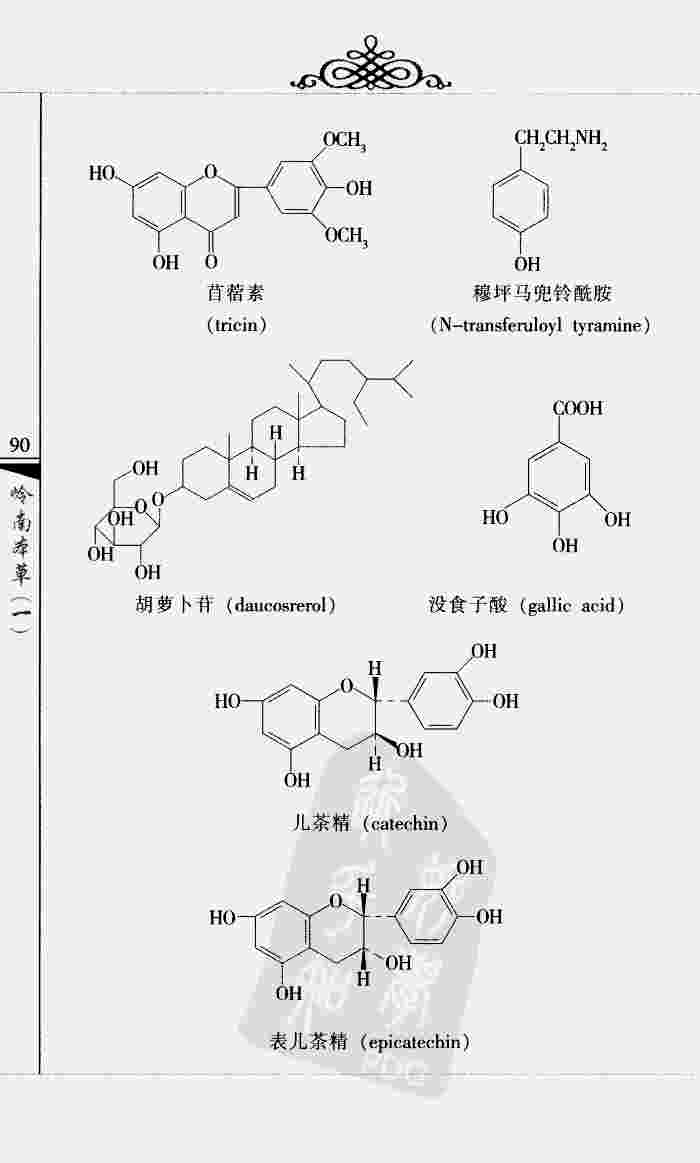 OCH₃
HO
O
OH
OCH₃
OH
O
苜蓿素
(tricin)
CH₂CH₂NH₂
OH
穆坪马兜铃酰胺
(N-transferuloyl tyramine)
90
岭南本草(一)
H
H
H
OH
O
O
OH
OH
OH
胡萝卜苷 (daucosrerol)
COOH
HO
OH
OH
没食子酸 (gallic acid)
OH
H
O
HO
OH
OH
H
OH
儿茶精 (catechin)
OH
H
O
HO
OH
OH
H
OH
表儿茶精 (epicatechin)
PDG